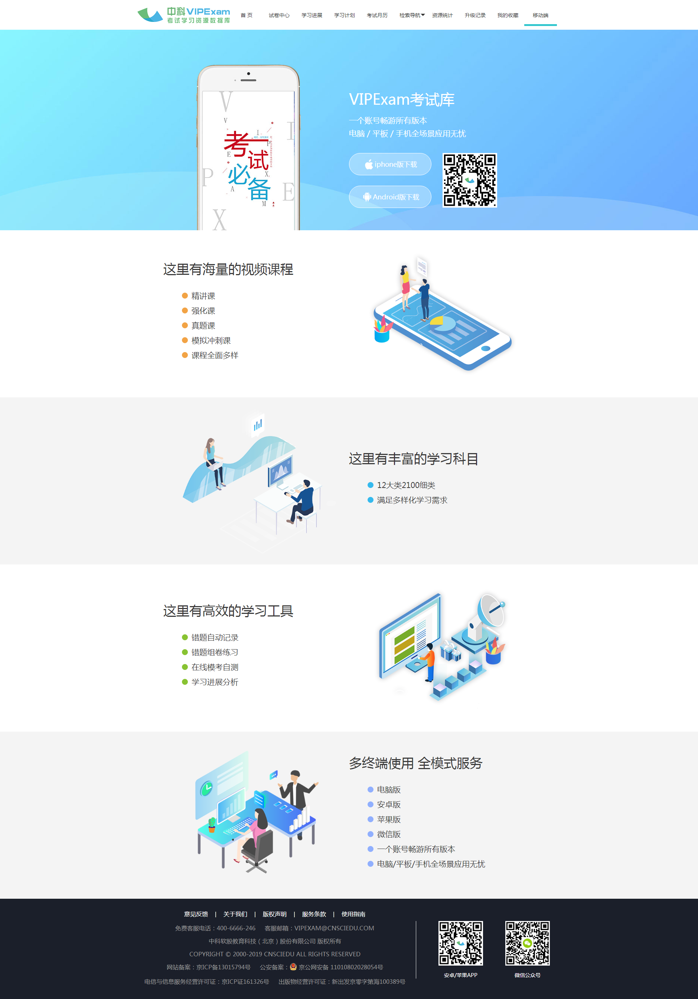 中科VIPExam
考试学习资源数据库
首 页 试卷中心 学习进展 学习计划 考试月历 检索导航 资源统计 升级记录 我的收藏 移动端
V
V
I
I
P
考试
必备
E
X
P
A
E
M
X
VIPExam考试库
一个账号畅游所有版本
电脑 / 平板 / 手机全场景应用无忧
iphone版下载
Android版下载
这里有海量的视频课程
精讲课
强化课
真题课
模拟冲刺课
课程全面多样
这里有丰富的学习科目
12大类2100细类
满足多样化学习需求
这里有高效的学习工具
错题自动记录
错题组卷练习
在线模考自测
学习进展分析
多终端使用 全模式服务
电脑版
安卓版
苹果版
微信版
一个账号畅游所有版本
电脑/平板/手机全场景应用无忧
意见反馈 | 关于我们 | 版权声明 | 服务条款 | 使用指南
免费客服电话：400-6666-246 客服邮箱：VIPEXAM@CNSCIEDU.COM
中科软股教育科技（北京）股份有限公司 版权所有
COPYRIGHT © 2000-2019 CNSCIEDU ALL RIGHTS RESERVED
网站备案：京ICP备13015794号 公安备案： 京公网安备 11010802028054号
电信与信息服务经营许可证：京ICP证161326号 出版物经营许可证：新出发京零字第海100389号
安卓/苹果APP
微信公众号